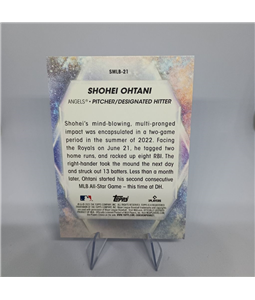 SMLB-21
SHOHEI OHTANI
ANGELS™ • PITCHER/DESIGNATED HITTER
Shohei's mind-blowing, multi-pronged
impact was encapsulated in a two-game
period in the summer of 2022. Facing
the Royals on June 21, he tagged two
home runs, and racked up eight RBI. The
right-hander took the mound the next day
and struck out 13 batters. Less than a month
later, Ohtani started his second consecutive
MLB All-Star Game – this time at DH.
Topps